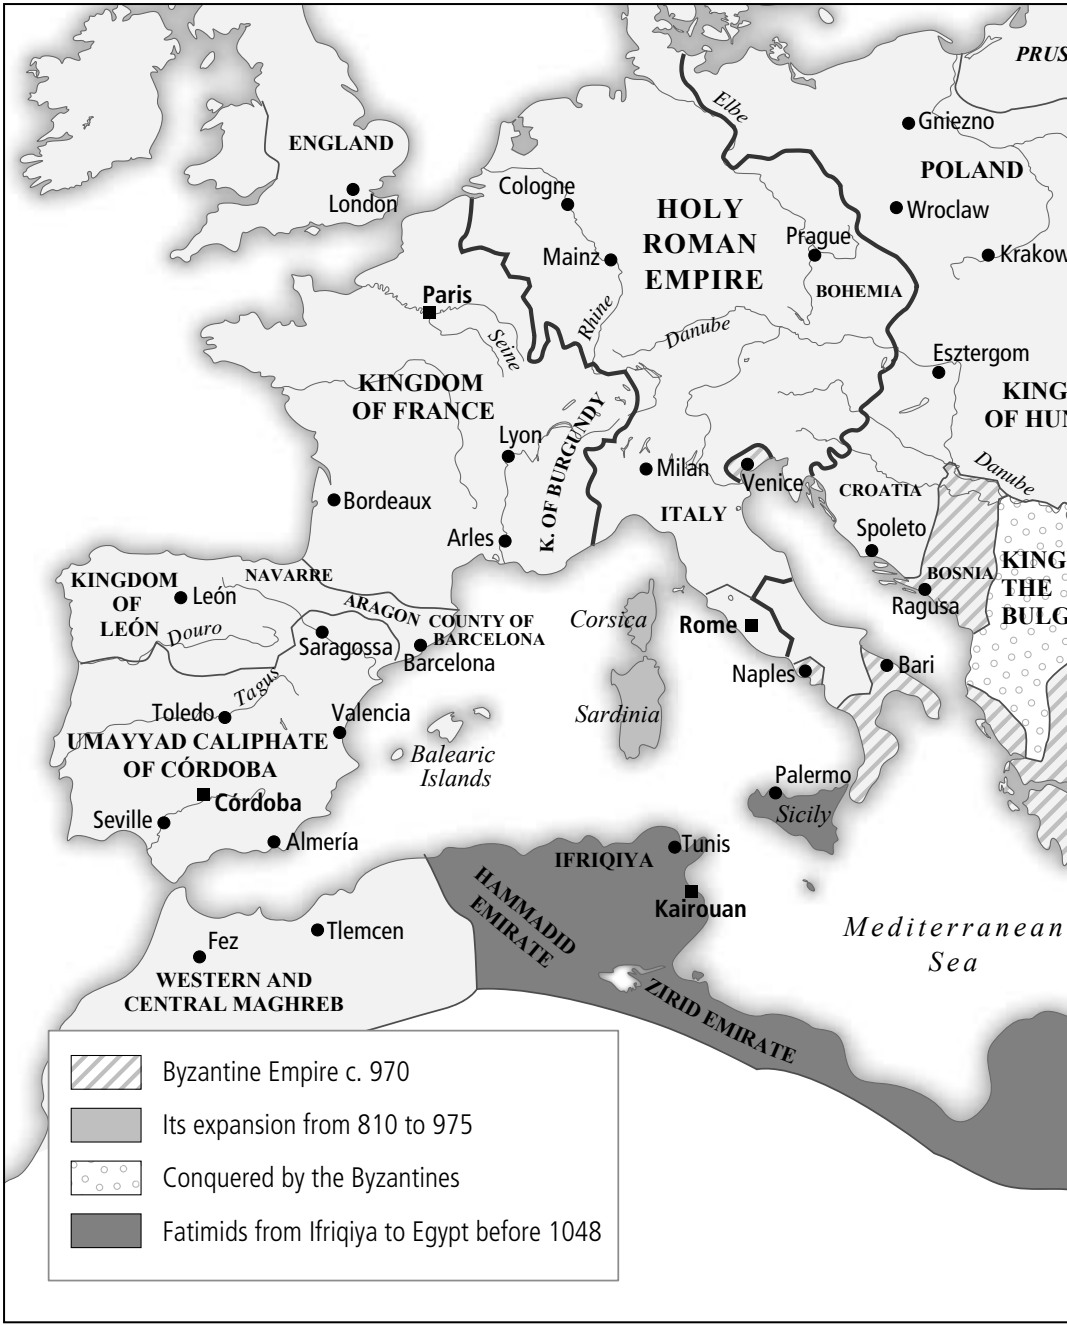 PRUS
Elbe
Gniezno
ENGLAND
POLAND
Cologne
London
HOLY
ROMAN
EMPIRE
Wroclaw
Prague
Mainz
Krakow
BOHEMIA
Paris
Rhine
Danube
Seine
Esztergom
KINGDOM
OF FRANCE
KING
OF HUN
K. OF BURGUNDY
Lyon
Milan
Venice
Danube
CROATIA
Bordeaux
ITALY
Spoleto
Arles
KING
THE
BULG
BOSNIA
Ragusa
KINGDOM
OF
LEÓN
NAVARRE
León
ARAGON
COUNTY OF
BARCELONA
Corsica
Rome
Douro
Saragossa
Barcelona
Naples
Bari
Tagus
Toledo
Valencia
Sardinia
UMAYYAD CALIPHATE
OF CÓRDOBA
Balearic
Islands
Palermo
Sicily
Córdoba
Seville
Almería
Tunis
IFRIQIYA
HAMMADID
EMIRATE
Kairouan
Tlemcen
Fez
Mediterranean
Sea
WESTERN AND
CENTRAL MAGHREB
ZIRID EMIRATE
Byzantine Empire c. 970
Its expansion from 810 to 975
Conquered by the Byzantines
Fatimids from Ifriqiya to Egypt before 1048